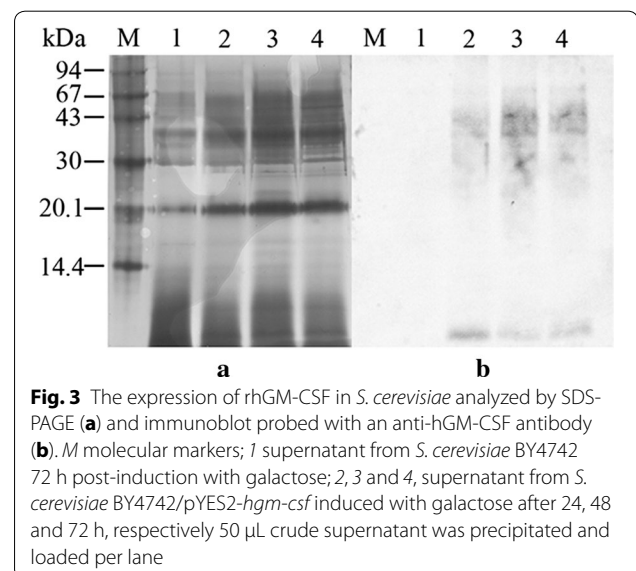 kDa M 1 2 3 4 M 1 2 3 4
94
67
43
30
20.1
14.4
a b
Fig. 3 The expression of rhGM-CSF in S. cerevisiae analyzed by SDS-
PAGE (a) and immunoblot probed with an anti-hGM-CSF antibody
(b). M molecular markers; 1 supernatant from S. cerevisiae BY4742
72 h post-induction with galactose; 2, 3 and 4, supernatant from S.
cerevisiae BY4742/pYES2-hgm-csf induced with galactose after 24, 48
and 72 h, respectively 50 μL crude supernatant was precipitated and
loaded per lane